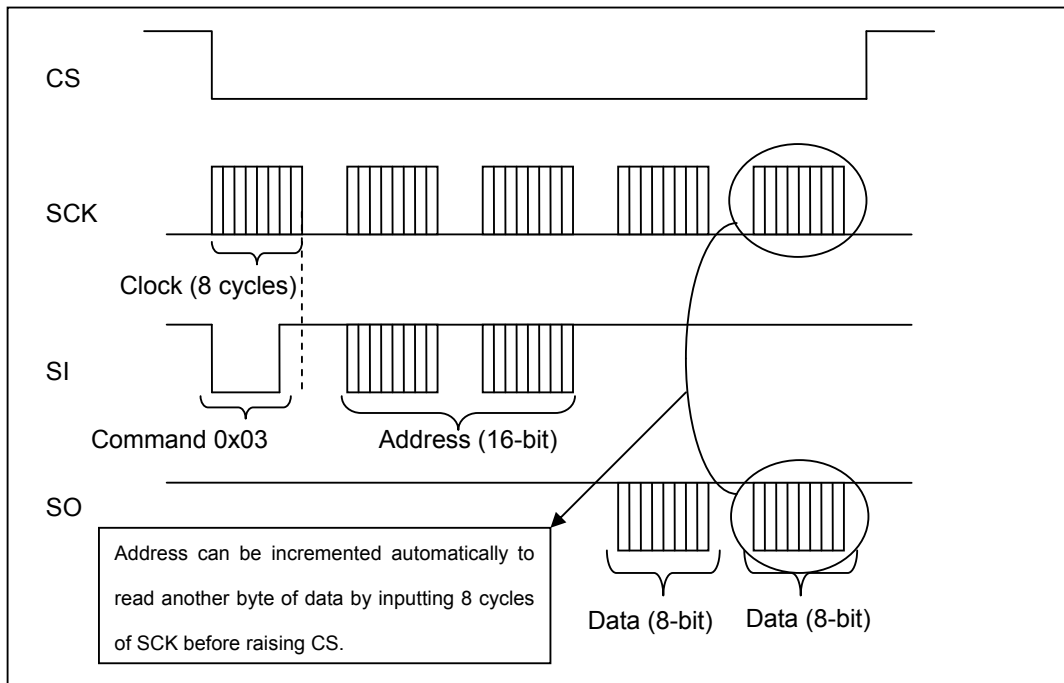 CS
SCK
Clock (8 cycles)
SI
Command 0x03
Address (16-bit)
SO
Address can be incremented automatically to
read another byte of data by inputting 8 cycles
of SCK before raising CS.
Data (8-bit)
Data (8-bit)